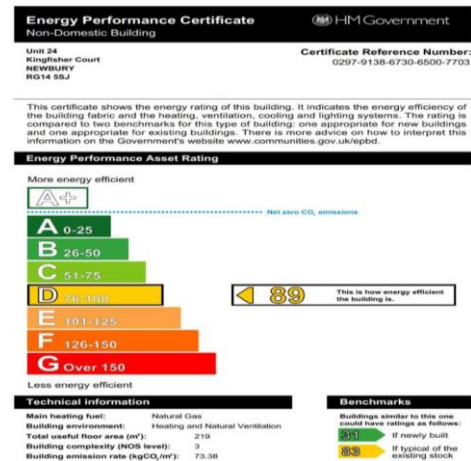 Energy Performance Certificate
Non-Domestic Building
HM Government
Unit 24
Kingfisher Court
NEWBURY
RG14 5SJ
Certificate Reference Number:
0297-9138-6730-6500-7703
This certificate shows the energy rating of this building. It indicates the energy efficiency of
the building fabric and the heating, ventilation, cooling and lighting systems. The rating is
compared to two benchmarks for this type of building: one appropriate for new buildings
and one appropriate for existing buildings. There is more advice on how to interpret this
information on the Government's website www.communities.gov.uk/epbd.
Energy Performance Asset Rating
More energy efficient
A+
Net zero CO₂ emissions
A 0-25
B 26-50
C 51-75
D 76-100
89
This is how energy efficient
the building is.
E 101-125
F 126-150
G Over 150
Less energy efficient
Technical information
Main heating fuel: Natural Gas
Building environment: Heating and Natural Ventilation
Total useful floor area (m²): 219
Building complexity (NOS level): 3
Building emission rate (kgCO₂/m²): 73.38
Benchmarks
Buildings similar to this one
could have ratings as follows:
31 If newly built
83 If typical of the
existing stock